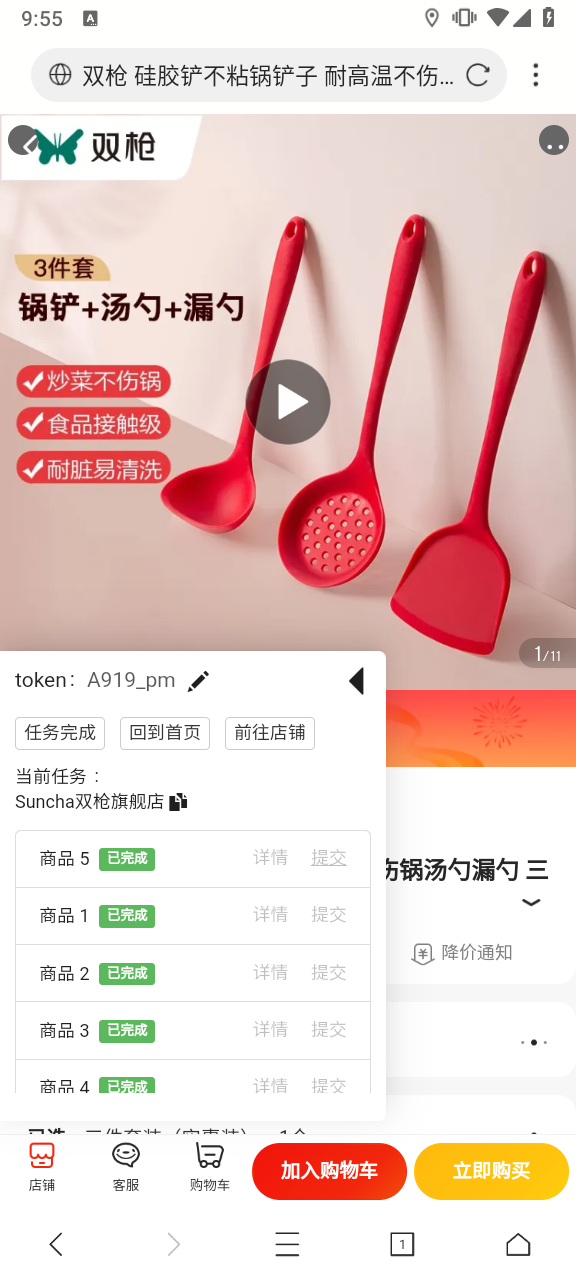 9:55
A
双枪 硅胶铲不粘锅铲子 耐高温不伤...
双枪
3件套
锅铲+汤勺+漏勺
炒菜不伤锅
食品接触级
耐脏易清洗
1/11
token: A919_pm
任务完成 回到首页 前往店铺
当前任务：
Suncha双枪旗舰店
伤锅汤勺漏勺 三
商品 5 已完成 详情 提交
商品 1 已完成 详情 提交
降价通知
商品 2 已完成 详情 提交
商品 3 已完成 详情 提交
商品 4 已完成 详情 提交
店铺 客服 购物车 加入购物车 立即购买
1